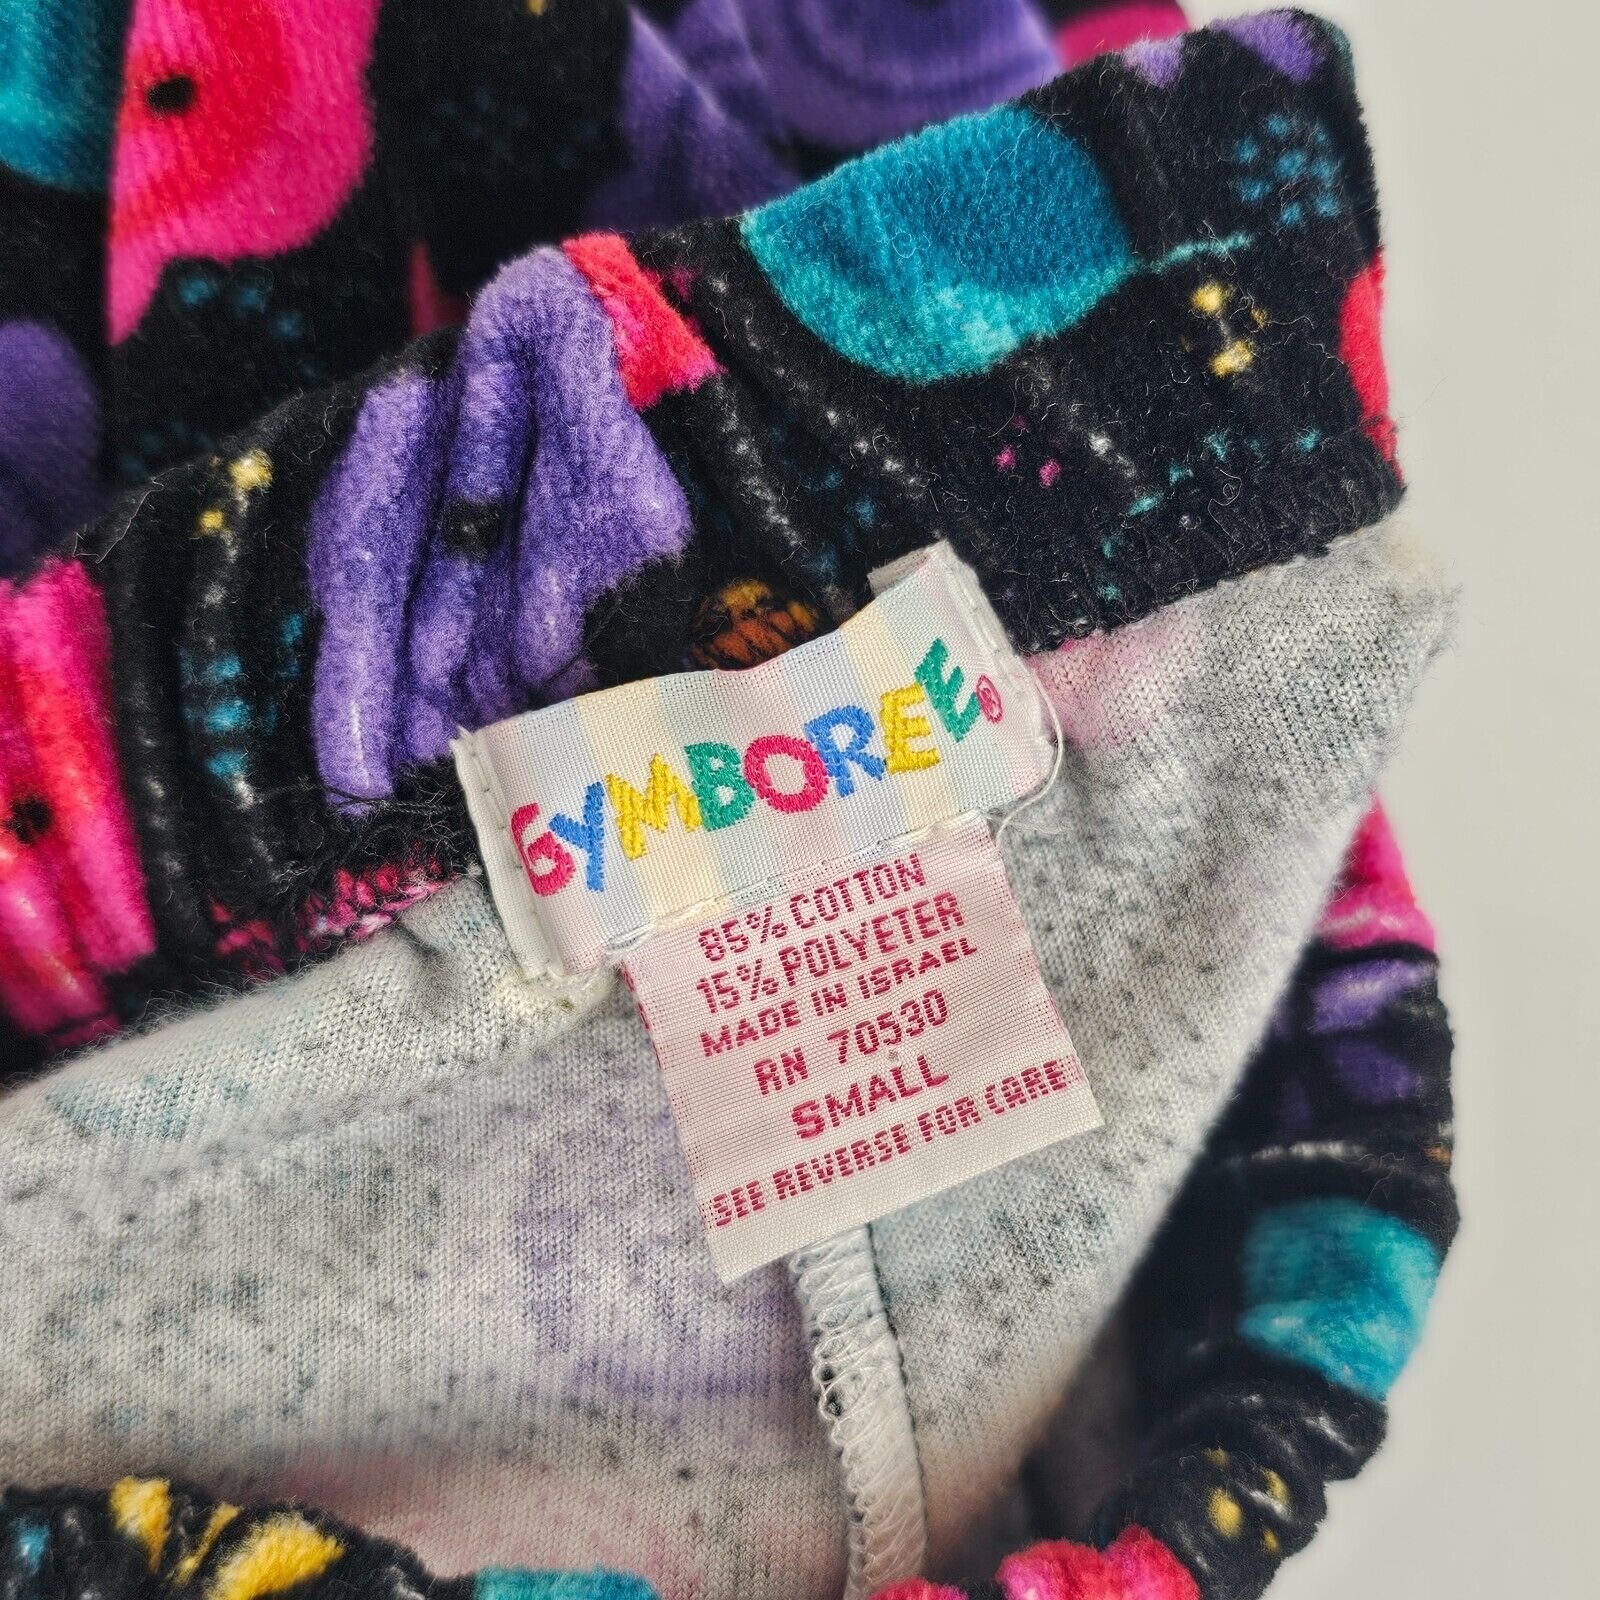 GYMBOREE®
85% COTTON
15% POLYETER
MADE IN ISRAEL
RN 70530
SMALL
SEE REVERSE FOR CARE